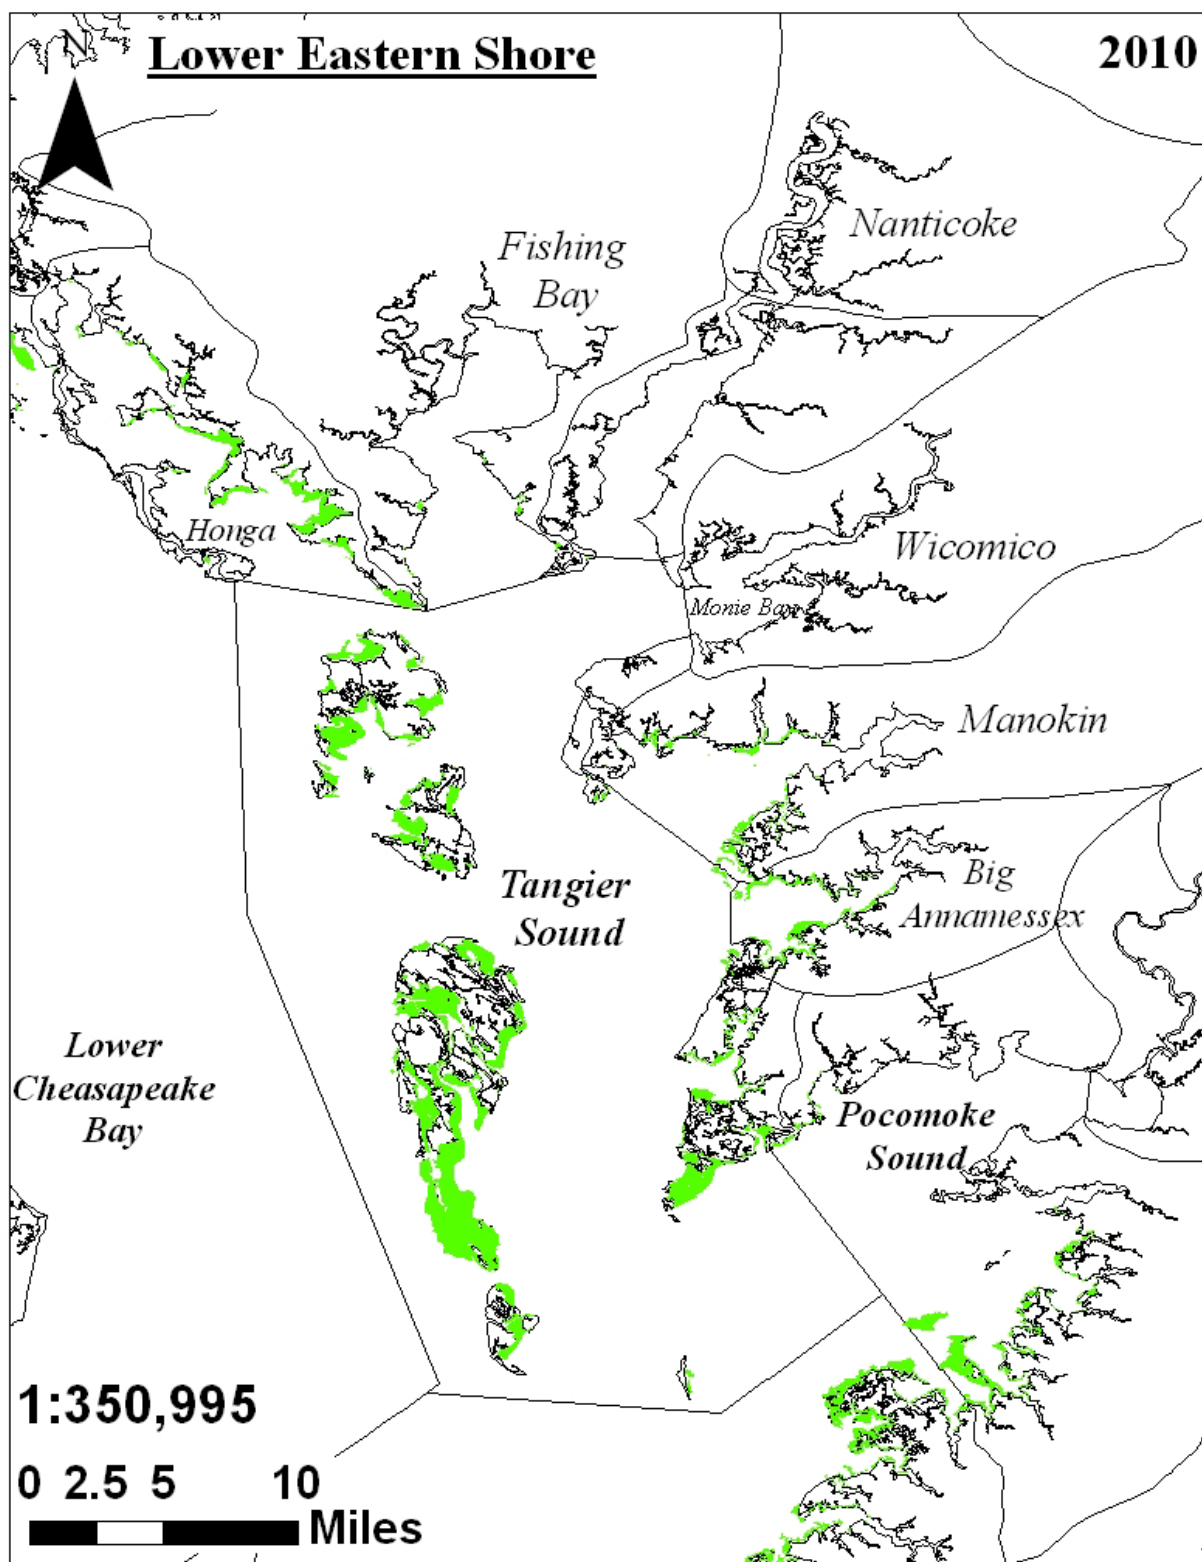 N
Lower Eastern Shore
2010
Nanticoke
Fishing
Bay
Honga
Wicomico
Monie Bay
Manokin
Big
Annamessex
Tangier
Sound
Lower
Cheasapeake
Bay
Pocomoke
Sound
1:350,995
0 2.5 5 10
Miles